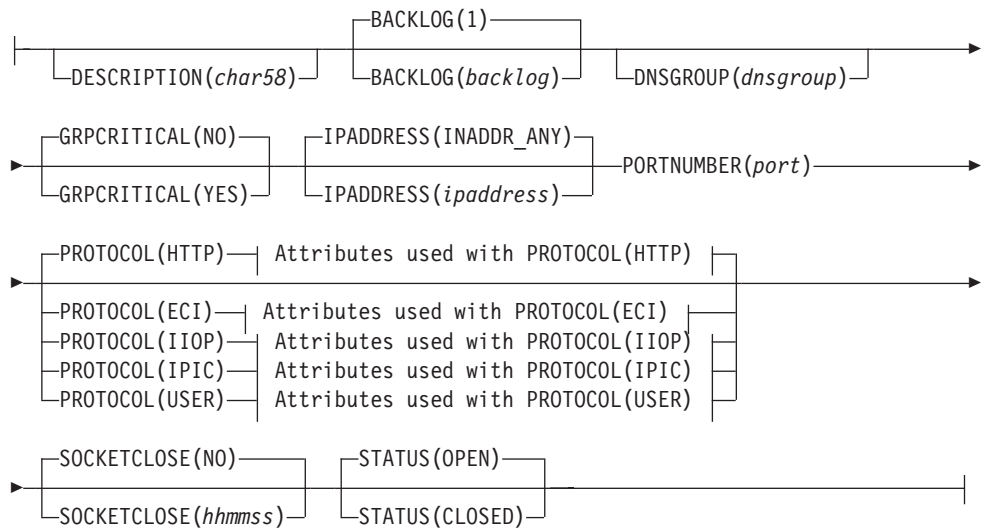 BACKLOG(1)
DESCRIPTION(char58) BACKLOG(backlog) DNSGROUP(dnsgroup)
GRPCRITICAL(NO) IPADDRESS(INADDR_ANY)
PORTNUMBER(port)
GRPCRITICAL(YES) IPADDRESS(ipaddress)
PROTOCOL(HTTP) Attributes used with PROTOCOL(HTTP)
PROTOCOL(ECI) Attributes used with PROTOCOL(ECI)
PROTOCOL(IIOP) Attributes used with PROTOCOL(IIOP)
PROTOCOL(IPIC) Attributes used with PROTOCOL(IPIC)
PROTOCOL(USER) Attributes used with PROTOCOL(USER)
SOCKETCLOSE(NO) STATUS(OPEN)
SOCKETCLOSE(hhmmss) STATUS(CLOSED)